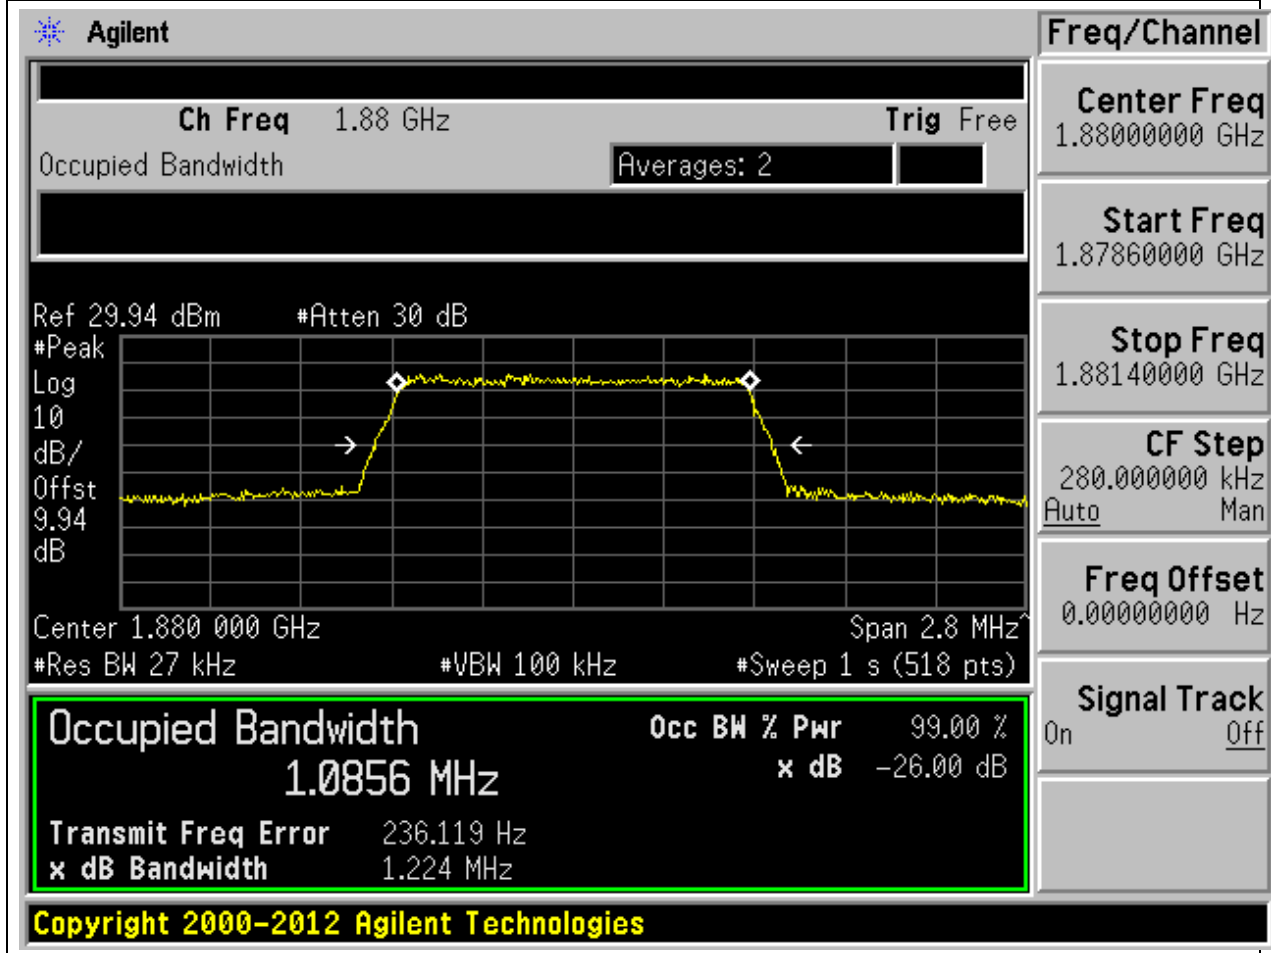 Agilent
Freq/Channel
Ch Freq 1.88 GHz Trig Free
Occupied Bandwidth Averages: 2
Center Freq
1.88000000 GHz
Start Freq
1.87860000 GHz
Stop Freq
1.88140000 GHz
CF Step
280.000000 kHz
Auto Man
Freq Offset
0.00000000 Hz
Signal Track
On Off
Ref 29.94 dBm #Atten 30 dB
#Peak
Log
10
dB/
Offst
9.94
dB
Center 1.880 000 GHz Span 2.8 MHz^
#Res BW 27 kHz #VBW 100 kHz #Sweep 1 s (518 pts)
Occupied Bandwidth Occ BW % Pwr 99.00 %
1.0856 MHz x dB -26.00 dB
Transmit Freq Error 236.119 Hz
x dB Bandwidth 1.224 MHz
Copyright 2000-2012 Agilent Technologies